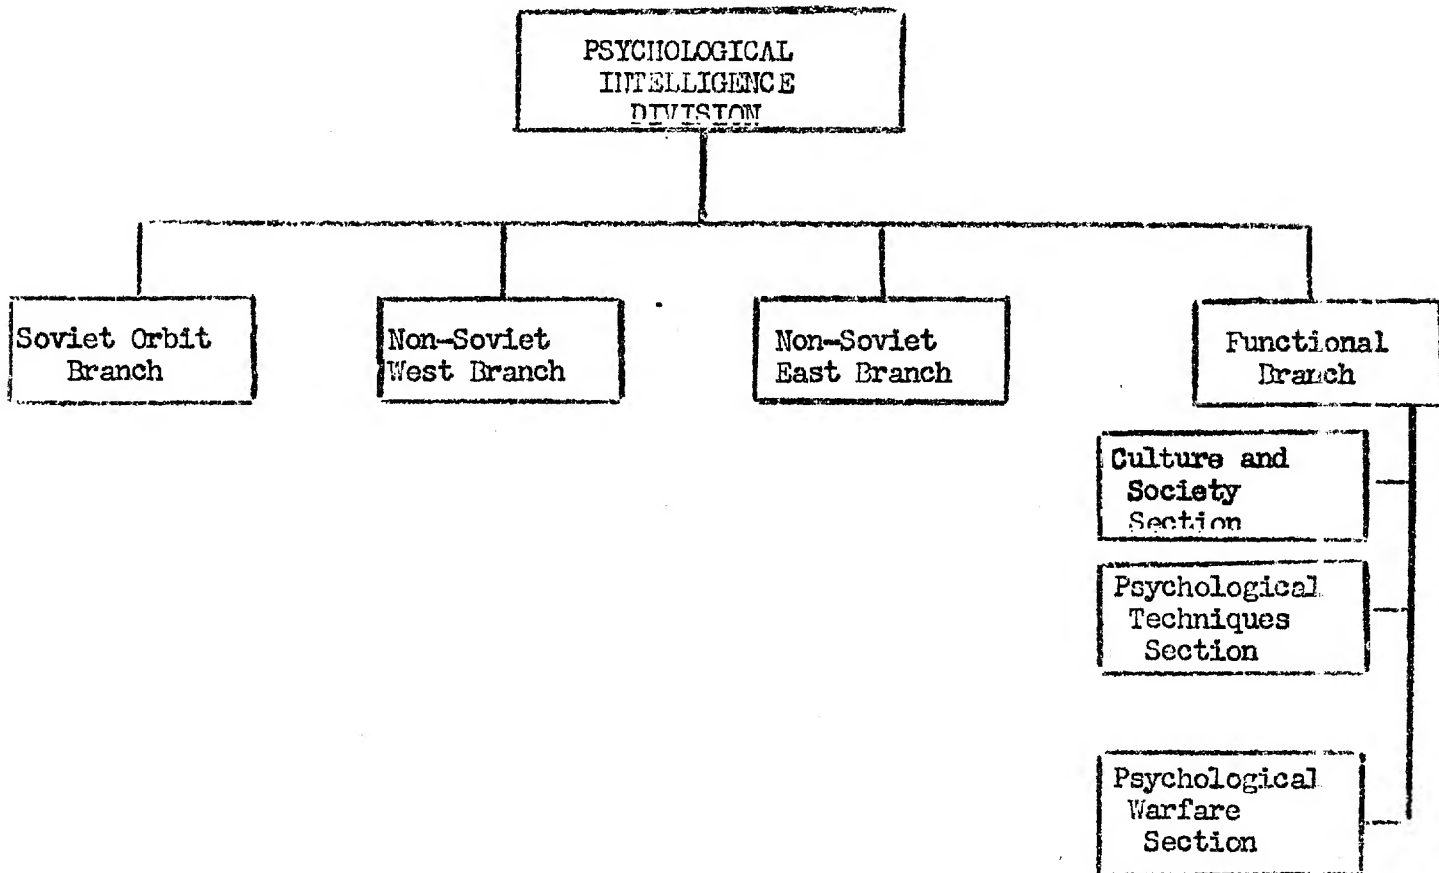 PSYCHOLOGICAL
INTELLIGENCE
DIVISION
Soviet Orbit
Branch
Non-Soviet
West Branch
Non-Soviet
East Branch
Functional
Branch
Culture and
Society
Section
Psychological
Techniques
Section
Psychological
Warfare
Section